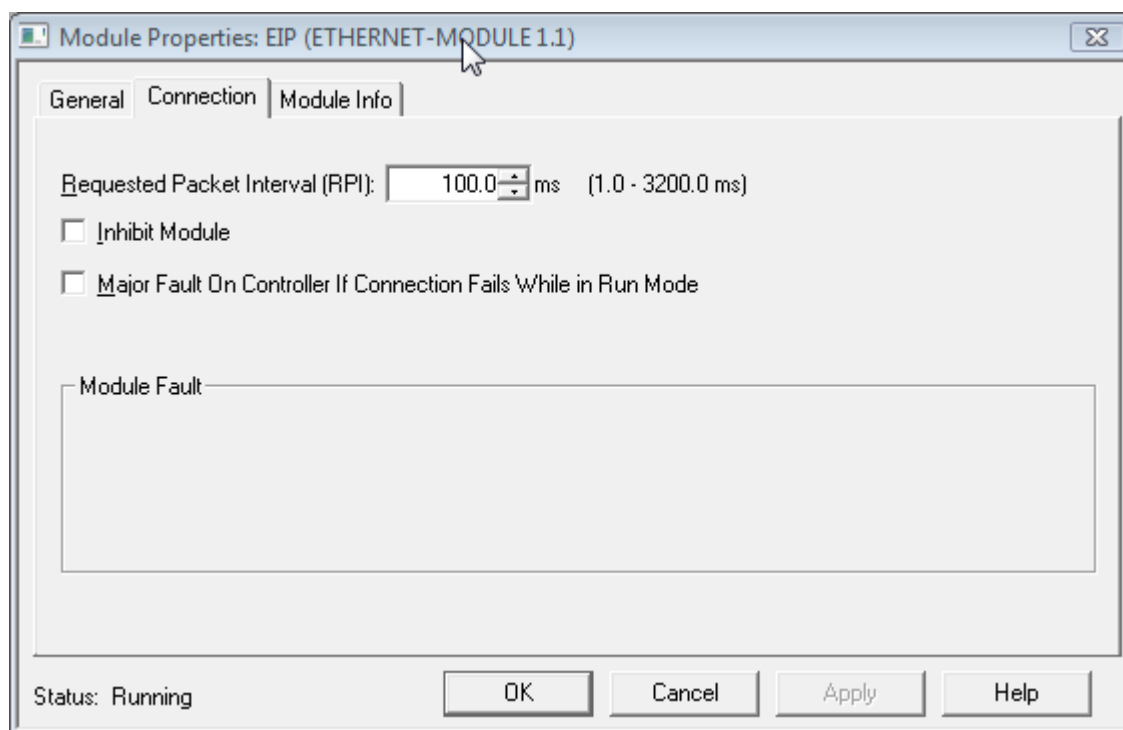 Module Properties: EIP (ETHERNET-MODULE 1.1)
General Connection Module Info
Requested Packet Interval (RPI): 100.0 ms (1.0 - 3200.0 ms)
Inhibit Module
Major Fault On Controller If Connection Fails While in Run Mode
Module Fault
Status: Running OK Cancel Apply Help